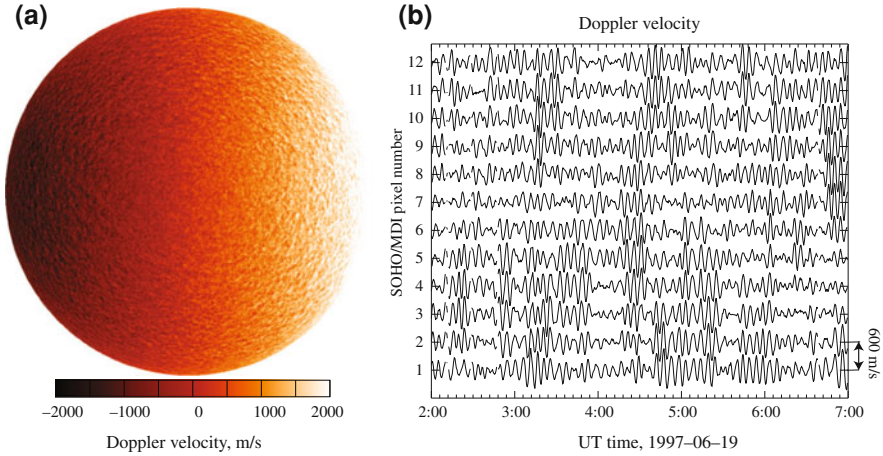 (a)
−2000 −1000 0 1000 2000
Doppler velocity, m/s
(b)
Doppler velocity
SOHO/MDI pixel number
12
11
10
9
8
7
6
5
4
3
2
1
600 m/s
2:00 3:00 4:00 5:00 6:00 7:00
UT time, 1997−06−19